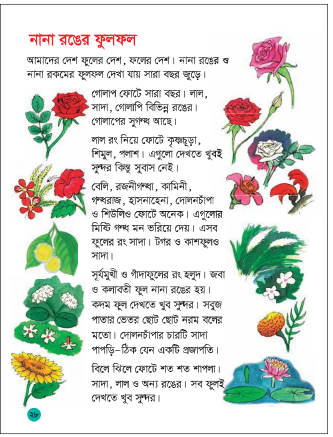 নানা রঙের ফুলফল
আমাদের দেশ ফুলের দেশ, ফলের দেশ। নানা রঙের ও
নানা রকমের ফুলফল দেখা যায় সারা বছর জুড়ে।
গোলাপ ফোটে সারা বছর। লাল,
সাদা, গোলাপি বিভিন্ন রঙের।
গোলাপের সুগন্ধ আছে।
লাল রং নিয়ে ফোটে কৃষ্ণচূড়া,
শিমুল, পলাশ। এগুলো দেখতে খুবই
সুন্দর কিন্তু সুবাস নেই।
বেলি, রজনীগন্ধা, কামিনী,
গন্ধরাজ, হাসনাহেনা, দোলনচাঁপা
ও শিউলিও ফোটে অনেক। এগুলোর
মিষ্টি গন্ধ মন ভরিয়ে দেয়। এসব
ফুলের রং সাদা। টগর ও কাশফুলও
সাদা।
সূর্যমুখী ও গাঁদাফুলের রং হলুদ। জবা
ও কলাবতী ফুল নানা রঙের হয়।
কদম ফুল দেখতে খুব সুন্দর। সবুজ
পাতার ভেতর ছোট ছোট নরম বলের
মতো। দোলনচাঁপার চারটি সাদা
পাপড়ি-ঠিক যেন একটি প্রজাপতি।
বিলে ঝিলে ফোটে শত শত শাপলা।
সাদা, লাল ও অন্য রঙের। সব ফুলই
দেখতে খুব সুন্দর।
২৮